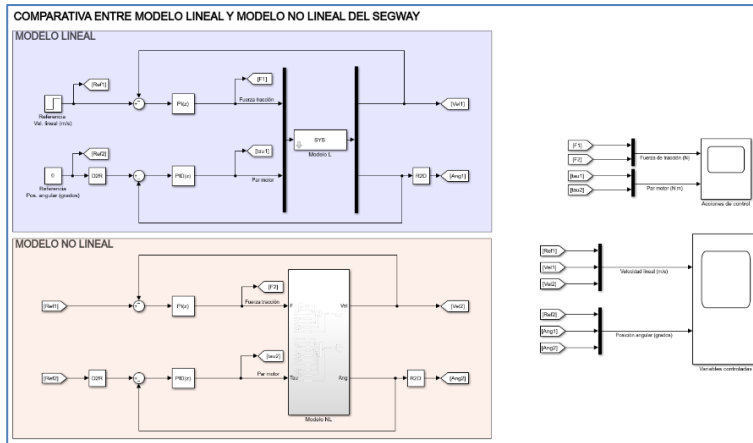 COMPARATIVA ENTRE MODELO LINEAL Y MODELO NO LINEAL DEL SEGWAY
MODELO LINEAL
[Ref1]
Referencia
Vel. lineal (m/s)
PI(z)
[F1]
Fuerza tracción
[Vel1]
SYS
Modelo L
[Ref2]
0
Referencia
Pos. angular (grados)
D2R
PID(z)
[tau1]
Par motor
R2D
[Ang1]
MODELO NO LINEAL
[Ref1]
PI(z)
[F2]
Fuerza tracción
F
Vel
[Vel2]
[Ref2]
D2R
PID(z)
[tau2]
Par motor
Tau
Ang
R2D
[Ang2]
Modelo NL
[F1]
[F2]
Fuerza de tracción (N)
[tau1]
[tau2]
Par motor (N m)
Acciones de control
[Ref1]
[Vel1]
[Vel2]
Velocidad lineal (m/s)
[Ref2]
[Ang1]
[Ang2]
Posición angular (grados)
Variables controladas